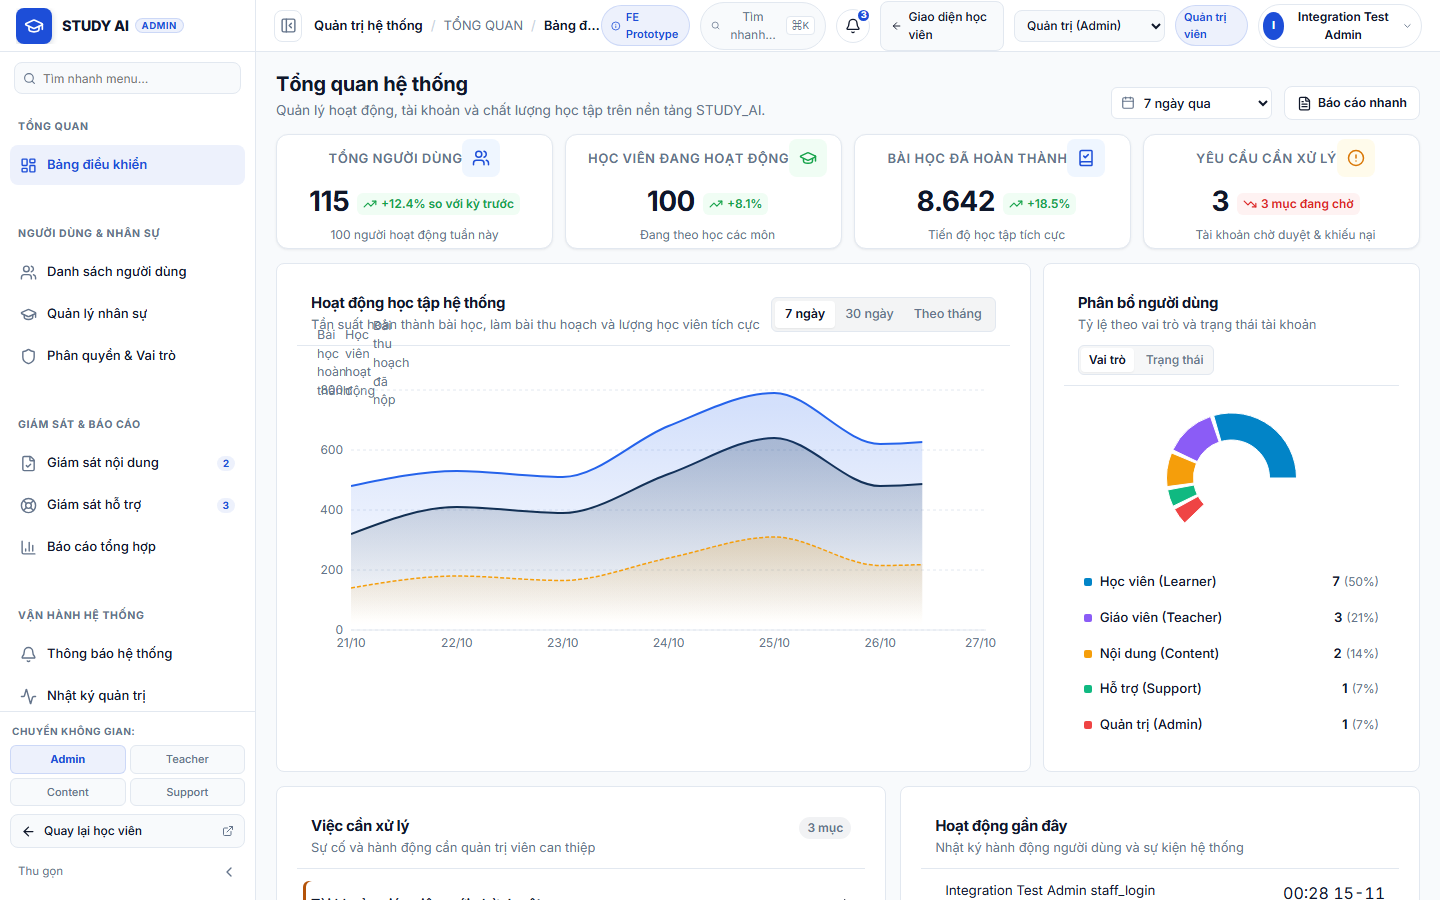 STUDY AI ADMIN
Tìm nhanh menu...
TỔNG QUAN
Bảng điều khiển
NGƯỜI DÙNG & NHÂN SỰ
Danh sách người dùng
Quản lý nhân sự
Phân quyền & Vai trò
GIÁM SÁT & BÁO CÁO
Giám sát nội dung 2
Giám sát hỗ trợ 3
Báo cáo tổng hợp
VẬN HÀNH HỆ THỐNG
Thông báo hệ thống
Nhật ký quản trị
CHUYỂN KHÔNG GIAN:
Admin Teacher
Content Support
Quay lại học viên
Thu gọn
Quản trị hệ thống / TỔNG QUAN / Bảng đ...
FE
Prototype
Tìm
nhanh... ⌘K
3
Giao diện học
viên
Quản trị (Admin)
Quản trị
viên
I
Integration Test
Admin
Tổng quan hệ thống
Quản lý hoạt động, tài khoản và chất lượng học tập trên nền tảng STUDY_AI.
7 ngày qua
Báo cáo nhanh
TỔNG NGƯỜI DÙNG
115 +12.4% so với kỳ trước
100 người hoạt động tuần này
HỌC VIÊN ĐANG HOẠT ĐỘNG
100 +8.1%
Đang theo học các môn
BÀI HỌC ĐÃ HOÀN THÀNH
8.642 +18.5%
Tiến độ học tập tích cực
YÊU CẦU CẦN XỬ LÝ
3 3 mục đang chờ
Tài khoản chờ duyệt & khiếu nại
Hoạt động học tập hệ thống
Tần suất hoàn thành bài học, làm bài thu hoạch và lượng học viên tích cực
7 ngày 30 ngày Theo tháng
Bài
học
hoàn
thành
Học
viên
hoạt
động
Bài
thu
hoạch
đã
nộp
800
600
400
200
0
21/10 22/10 23/10 24/10 25/10 26/10 27/10
Phân bố người dùng
Tỷ lệ theo vai trò và trạng thái tài khoản
Vai trò Trạng thái
Học viên (Learner) 7 (50%)
Giáo viên (Teacher) 3 (21%)
Nội dung (Content) 2 (14%)
Hỗ trợ (Support) 1 (7%)
Quản trị (Admin) 1 (7%)
Việc cần xử lý 3 mục
Sự cố và hành động cần quản trị viên can thiệp
Hoạt động gần đây
Nhật ký hành động người dùng và sự kiện hệ thống
Integration Test Admin staff_login 00:28 15-11